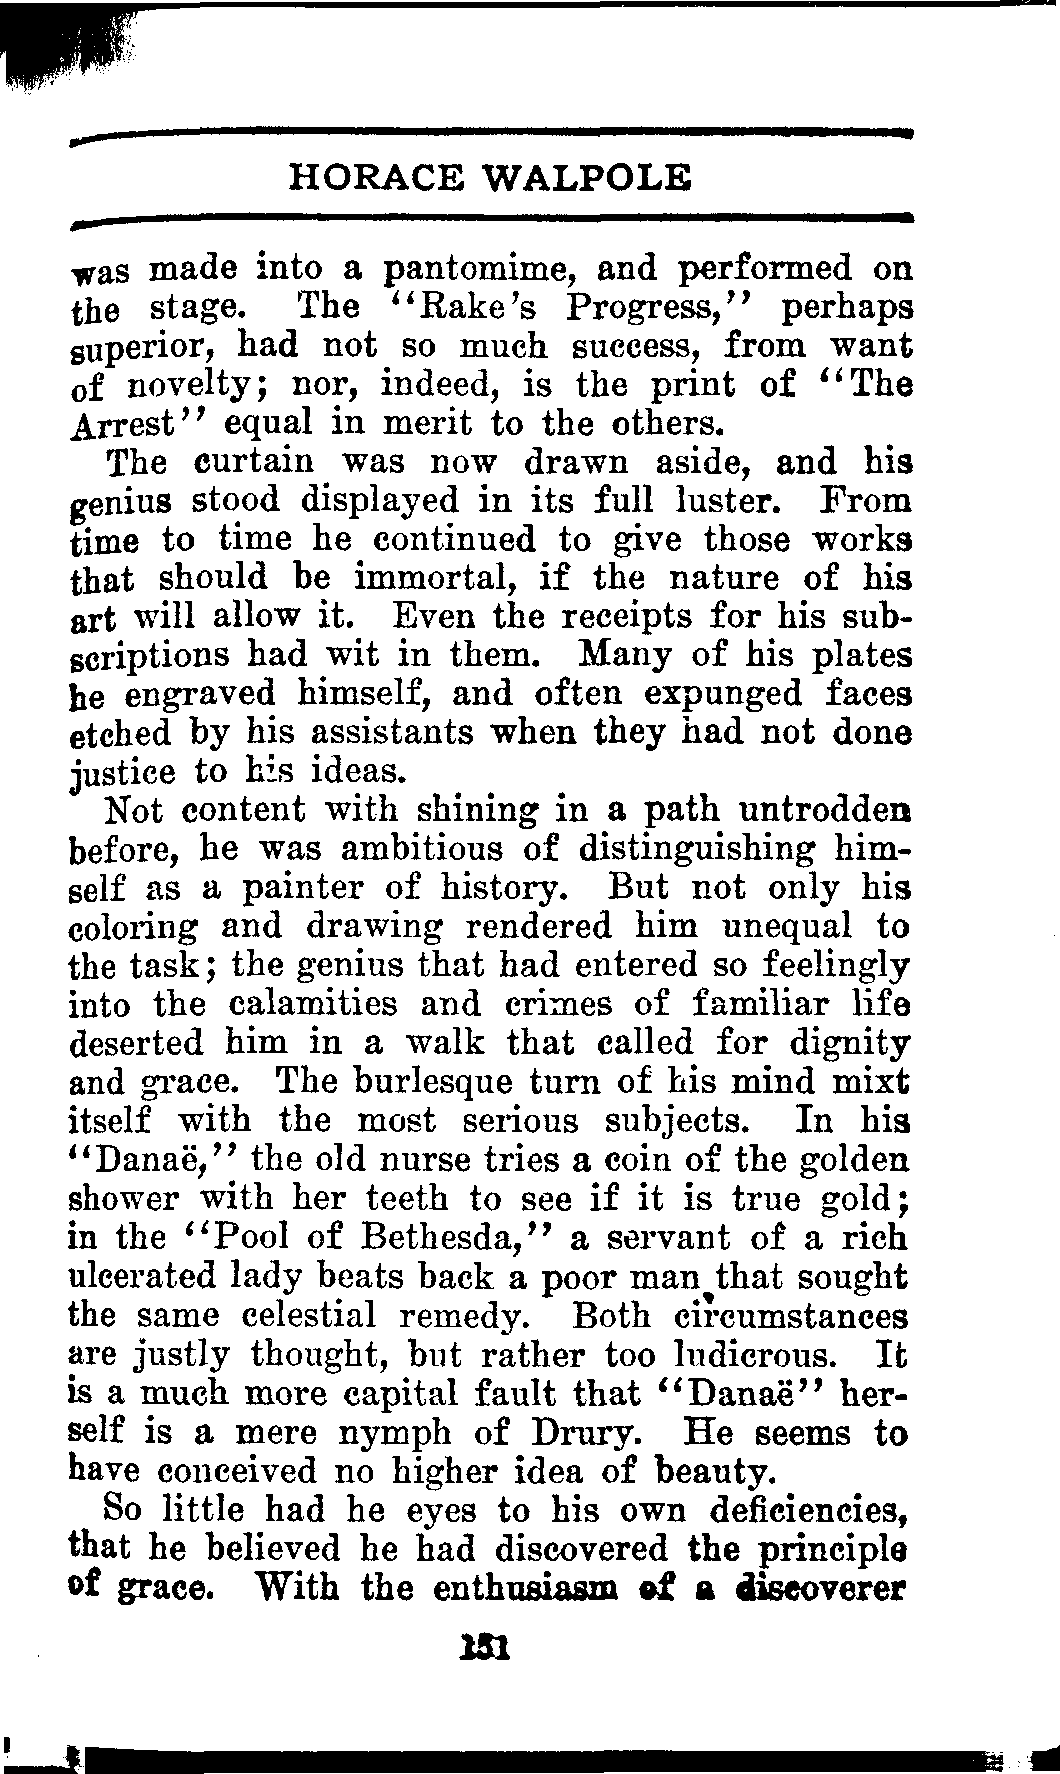 HORACE WALPOLE
was made into a pantomime, and performed on
the stage. The "Rake's Progress," perhaps
superior, had not so much success, from want
of novelty; nor, indeed, is the print of "The
Arrest" equal in merit to the others.
The curtain was now drawn aside, and his
genius stood displayed in its full luster. From
time to time he continued to give those works
that should be immortal, if the nature of his
art will allow it. Even the receipts for his sub-
scriptions had wit in them. Many of his plates
he engraved himself, and often expunged faces
etched by his assistants when they had not done
justice to his ideas.
Not content with shining in a path untrodden
before, he was ambitious of distinguishing him-
self as a painter of history. But not only his
coloring and drawing rendered him unequal to
the task; the genius that had entered so feelingly
into the calamities and crimes of familiar life
deserted him in a walk that called for dignity
and grace. The burlesque turn of his mind mixt
itself with the most serious subjects. In his
"Danaë," the old nurse tries a coin of the golden
shower with her teeth to see if it is true gold;
in the "Pool of Bethesda," a servant of a rich
ulcerated lady beats back a poor man that sought
the same celestial remedy. Both circumstances
are justly thought, but rather too ludicrous. It
is a much more capital fault that "Danaë" her-
self is a mere nymph of Drury. He seems to
have conceived no higher idea of beauty.
So little had he eyes to his own deficiencies,
that he believed he had discovered the principle
of grace. With the enthusiasm of a discoverer
151